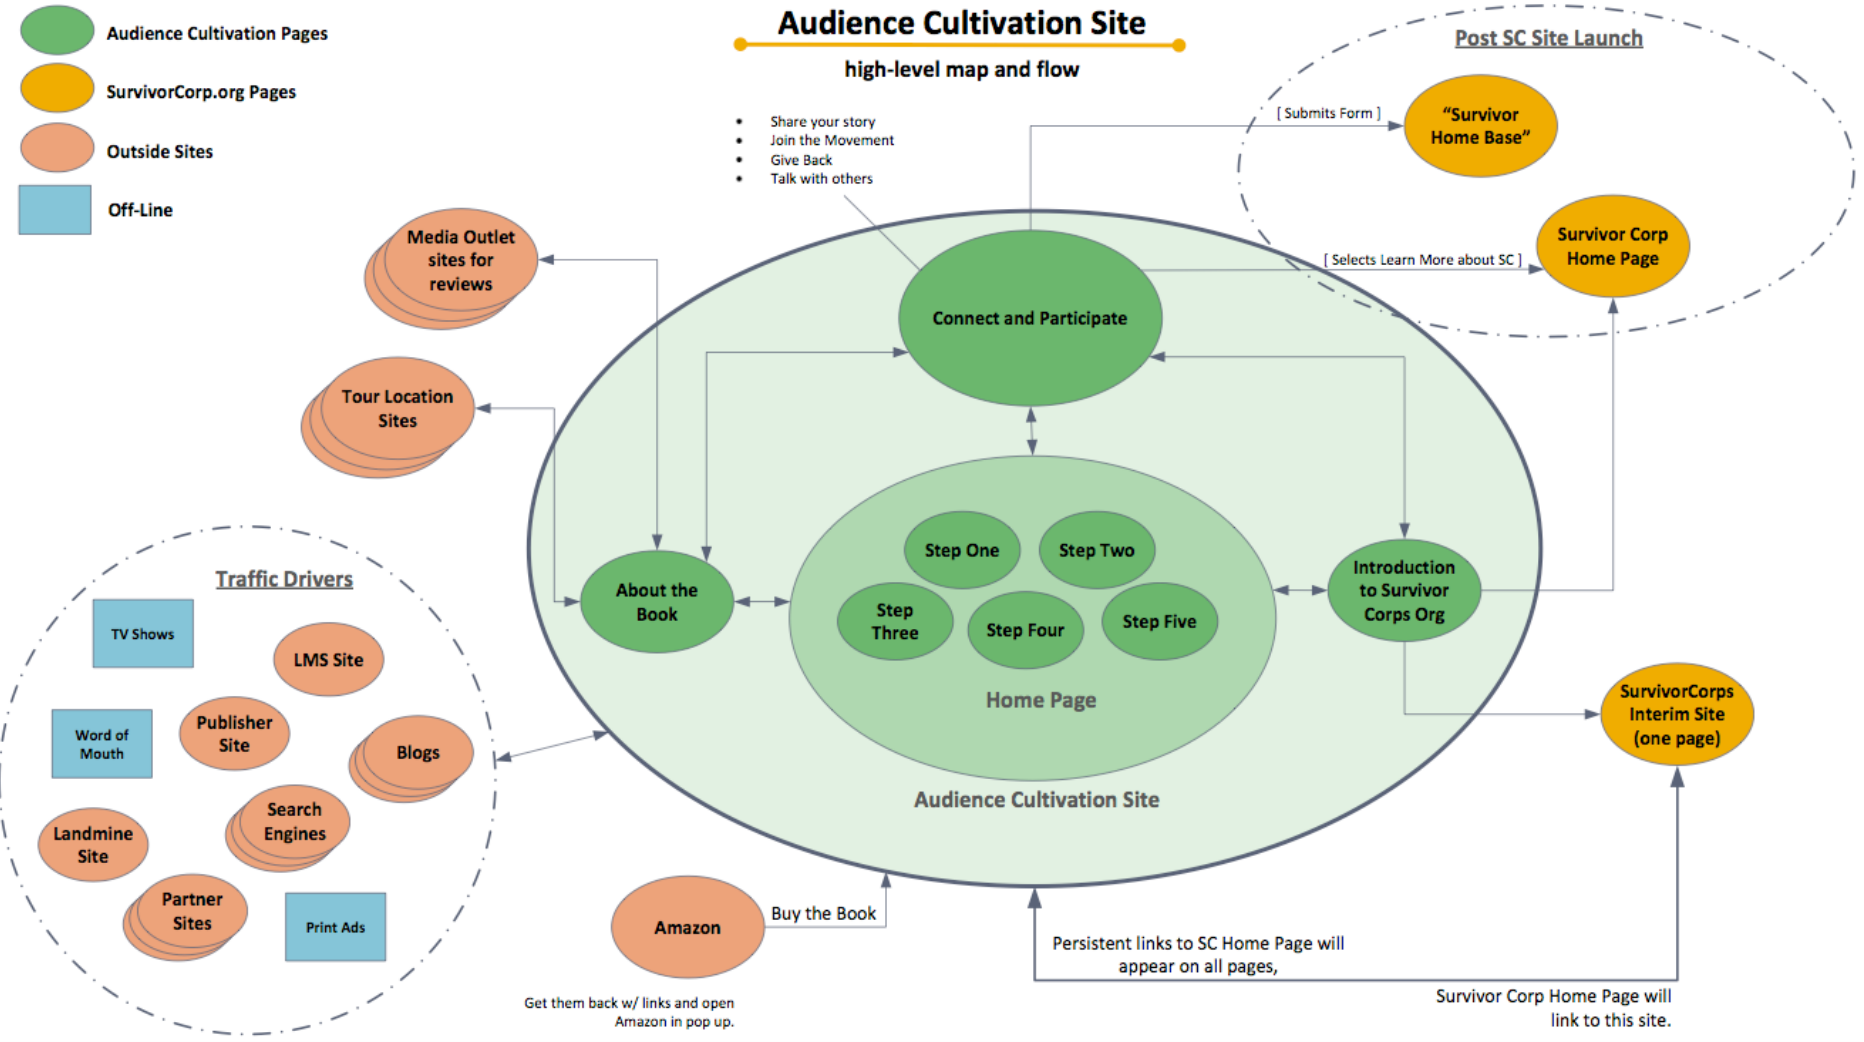 Audience Cultivation Site
high-level map and flow
Audience Cultivation Pages
SurvivorCorp.org Pages
Outside Sites
Off-Line
Post SC Site Launch
• Share your story
• Join the Movement
• Give Back
• Talk with others
[ Submits Form ]
“Survivor
Home Base”
Survivor Corp
Home Page
[ Selects Learn More about SC ]
Media Outlet
sites for
reviews
Tour Location
Sites
Connect and Participate
Step One
Step Two
Step
Three
Step Four
Step Five
Home Page
About the
Book
Introduction
to Survivor
Corps Org
Audience Cultivation Site
SurvivorCorps
Interim Site
(one page)
Traffic Drivers
TV Shows
LMS Site
Publisher
Site
Word of
Mouth
Blogs
Search
Engines
Landmine
Site
Partner
Sites
Print Ads
Amazon
Buy the Book
Get them back w/ links and open
Amazon in pop up.
Persistent links to SC Home Page will
appear on all pages,
Survivor Corp Home Page will
link to this site.